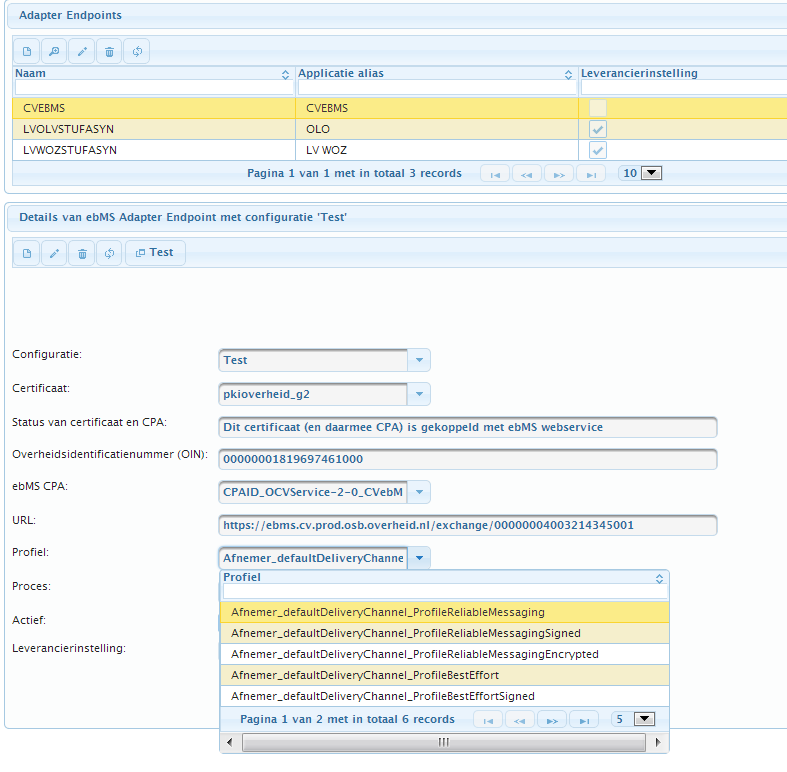 Adapter Endpoints
Naam Applicatie alias Leverancierinstelling
CVEBMS CVEBMS
LVOLVSTUFASYN OLO
LVWOZSTUFASYN LV WOZ
Pagina 1 van 1 met in totaal 3 records 10
Details van ebMS Adapter Endpoint met configuratie 'Test'
Test
Configuratie: Test
Certificaat: pkioverheid_g2
Status van certificaat en CPA: Dit certificaat (en daarmee CPA) is gekoppeld met ebMS webservice
Overheidsidentificatienummer (OIN): 00000001819697461000
ebMS CPA: CPAID_OCVService-2-0_CVebM
URL: https://ebms.cv.prod.osb.overheid.nl/exchange/00000004003214345001
Profiel: Afnemer_defaultDeliveryChanne
Profiel
Proces:
Afnemer_defaultDeliveryChannel_ProfileReliableMessaging
Actief:
Afnemer_defaultDeliveryChannel_ProfileReliableMessagingSigned
Leverancierinstelling:
Afnemer_defaultDeliveryChannel_ProfileReliableMessagingEncrypted
Afnemer_defaultDeliveryChannel_ProfileBestEffort
Afnemer_defaultDeliveryChannel_ProfileBestEffortSigned
Pagina 1 van 2 met in totaal 6 records 5